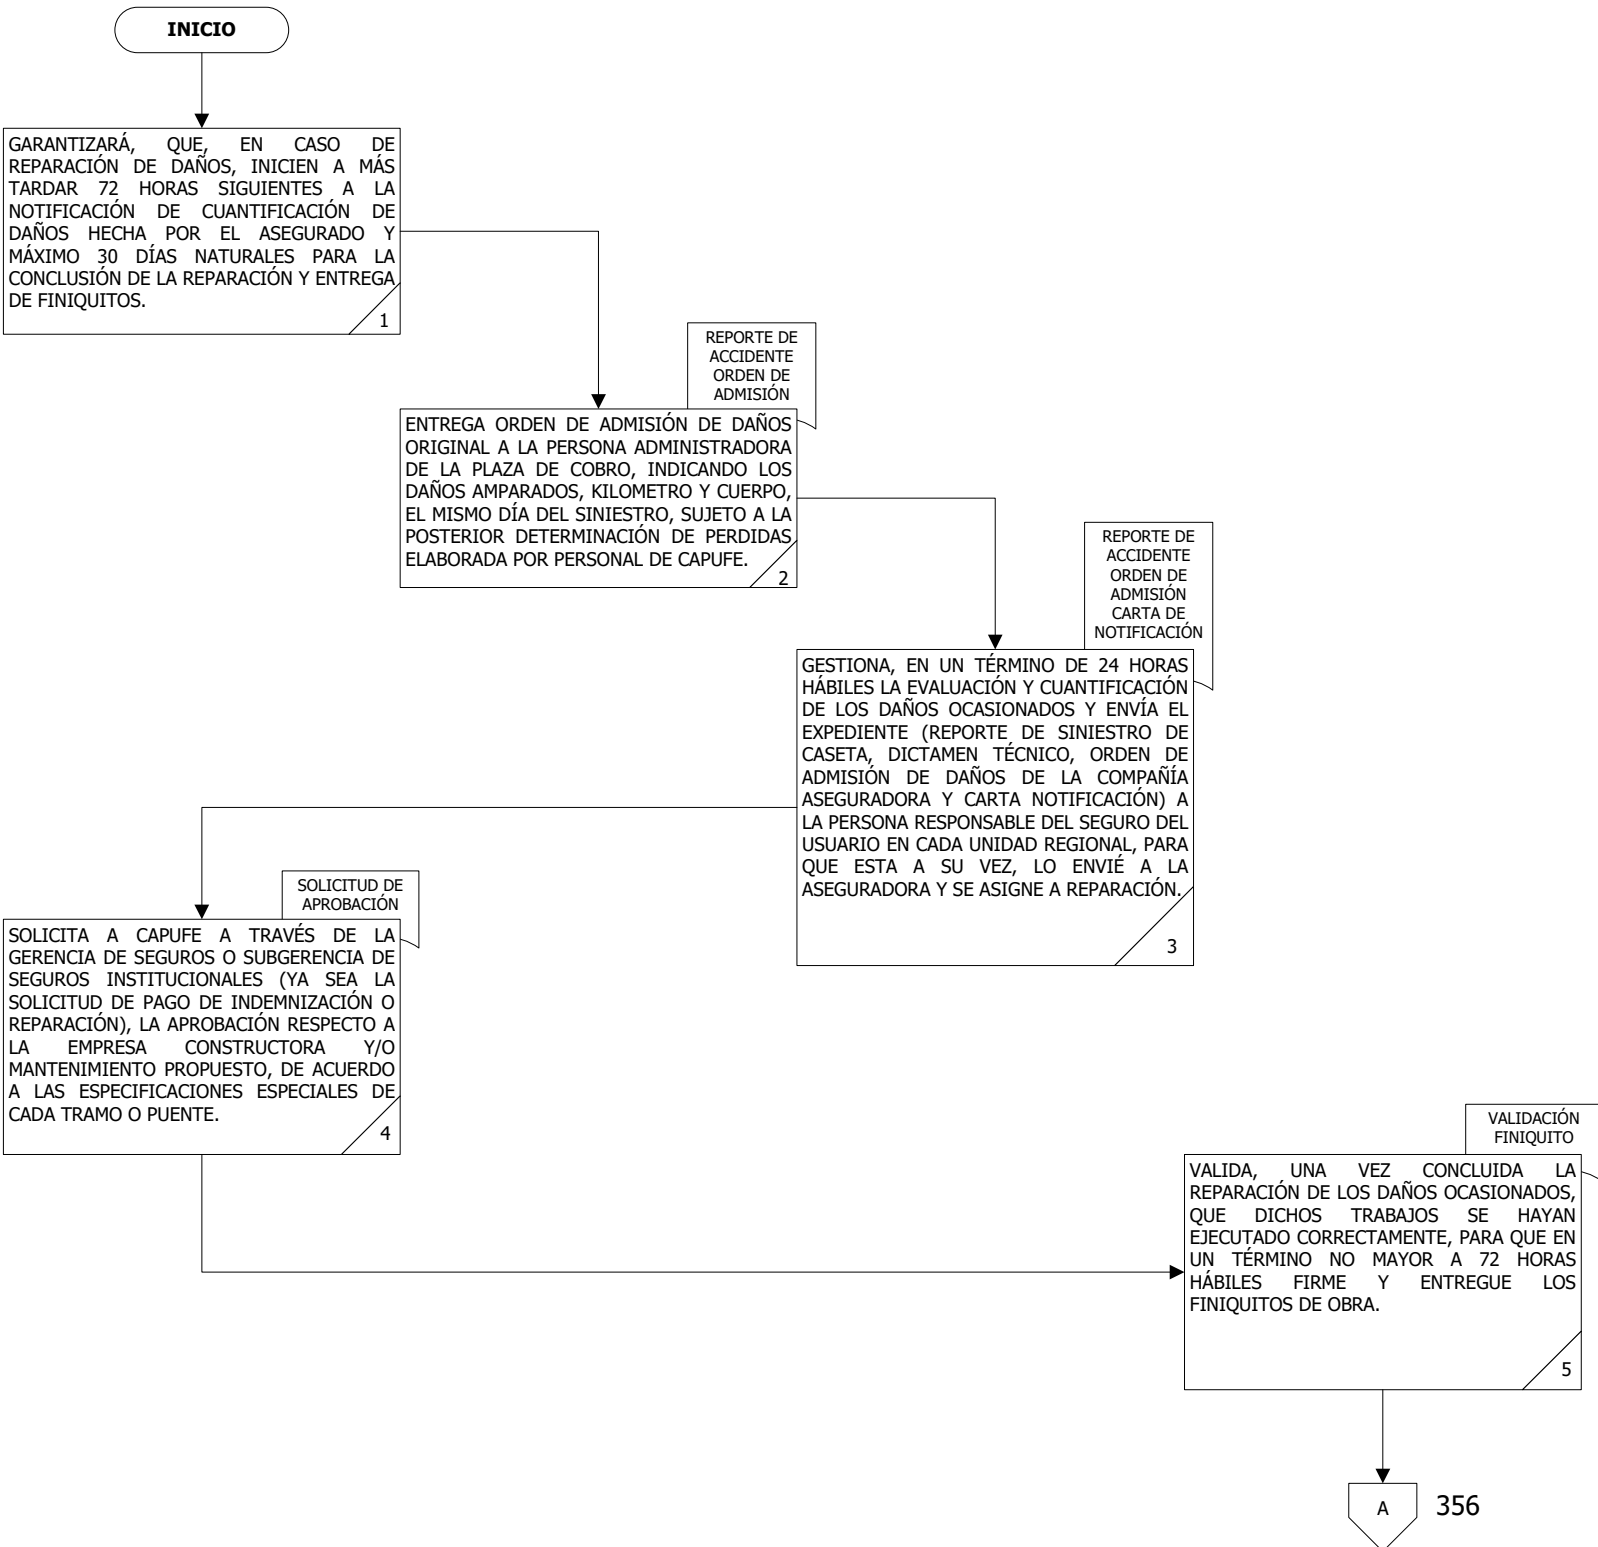 INICIO
GARANTIZARÁ, QUE, EN CASO DE
REPARACIÓN DE DAÑOS, INICIEN A MÁS
TARDAR 72 HORAS SIGUIENTES A LA
NOTIFICACIÓN DE CUANTIFICACIÓN DE
DAÑOS HECHA POR EL ASEGURADO Y
MÁXIMO 30 DÍAS NATURALES PARA LA
CONCLUSIÓN DE LA REPARACIÓN Y ENTREGA
DE FINIQUITOS.
1
REPORTE DE
ACCIDENTE
ORDEN DE
ADMISIÓN
ENTREGA ORDEN DE ADMISIÓN DE DAÑOS
ORIGINAL A LA PERSONA ADMINISTRADORA
DE LA PLAZA DE COBRO, INDICANDO LOS
DAÑOS AMPARADOS, KILOMETRO Y CUERPO,
EL MISMO DÍA DEL SINIESTRO, SUJETO A LA
POSTERIOR DETERMINACIÓN DE PERDIDAS
ELABORADA POR PERSONAL DE CAPUFE.
2
REPORTE DE
ACCIDENTE
ORDEN DE
ADMISIÓN
CARTA DE
NOTIFICACIÓN
GESTIONA, EN UN TÉRMINO DE 24 HORAS
HÁBILES LA EVALUACIÓN Y CUANTIFICACIÓN
DE LOS DAÑOS OCASIONADOS Y ENVÍA EL
EXPEDIENTE (REPORTE DE SINIESTRO DE
CASETA, DICTAMEN TÉCNICO, ORDEN DE
ADMISIÓN DE DAÑOS DE LA COMPAÑÍA
ASEGURADORA Y CARTA NOTIFICACIÓN) A
LA PERSONA RESPONSABLE DEL SEGURO DEL
USUARIO EN CADA UNIDAD REGIONAL, PARA
QUE ESTA A SU VEZ, LO ENVIÉ A LA
ASEGURADORA Y SE ASIGNE A REPARACIÓN.
3
SOLICITUD DE
APROBACIÓN
SOLICITA A CAPUFE A TRAVÉS DE LA
GERENCIA DE SEGUROS O SUBGERENCIA DE
SEGUROS INSTITUCIONALES (YA SEA LA
SOLICITUD DE PAGO DE INDEMNIZACIÓN O
REPARACIÓN), LA APROBACIÓN RESPECTO A
LA EMPRESA CONSTRUCTORA Y/O
MANTENIMIENTO PROPUESTO, DE ACUERDO
A LAS ESPECIFICACIONES ESPECIALES DE
CADA TRAMO O PUENTE.
4
VALIDACIÓN
FINIQUITO
VALIDA, UNA VEZ CONCLUIDA LA
REPARACIÓN DE LOS DAÑOS OCASIONADOS,
QUE DICHOS TRABAJOS SE HAYAN
EJECUTADO CORRECTAMENTE, PARA QUE EN
UN TÉRMINO NO MAYOR A 72 HORAS
HÁBILES FIRME Y ENTREGUE LOS
FINIQUITOS DE OBRA.
5
A 356